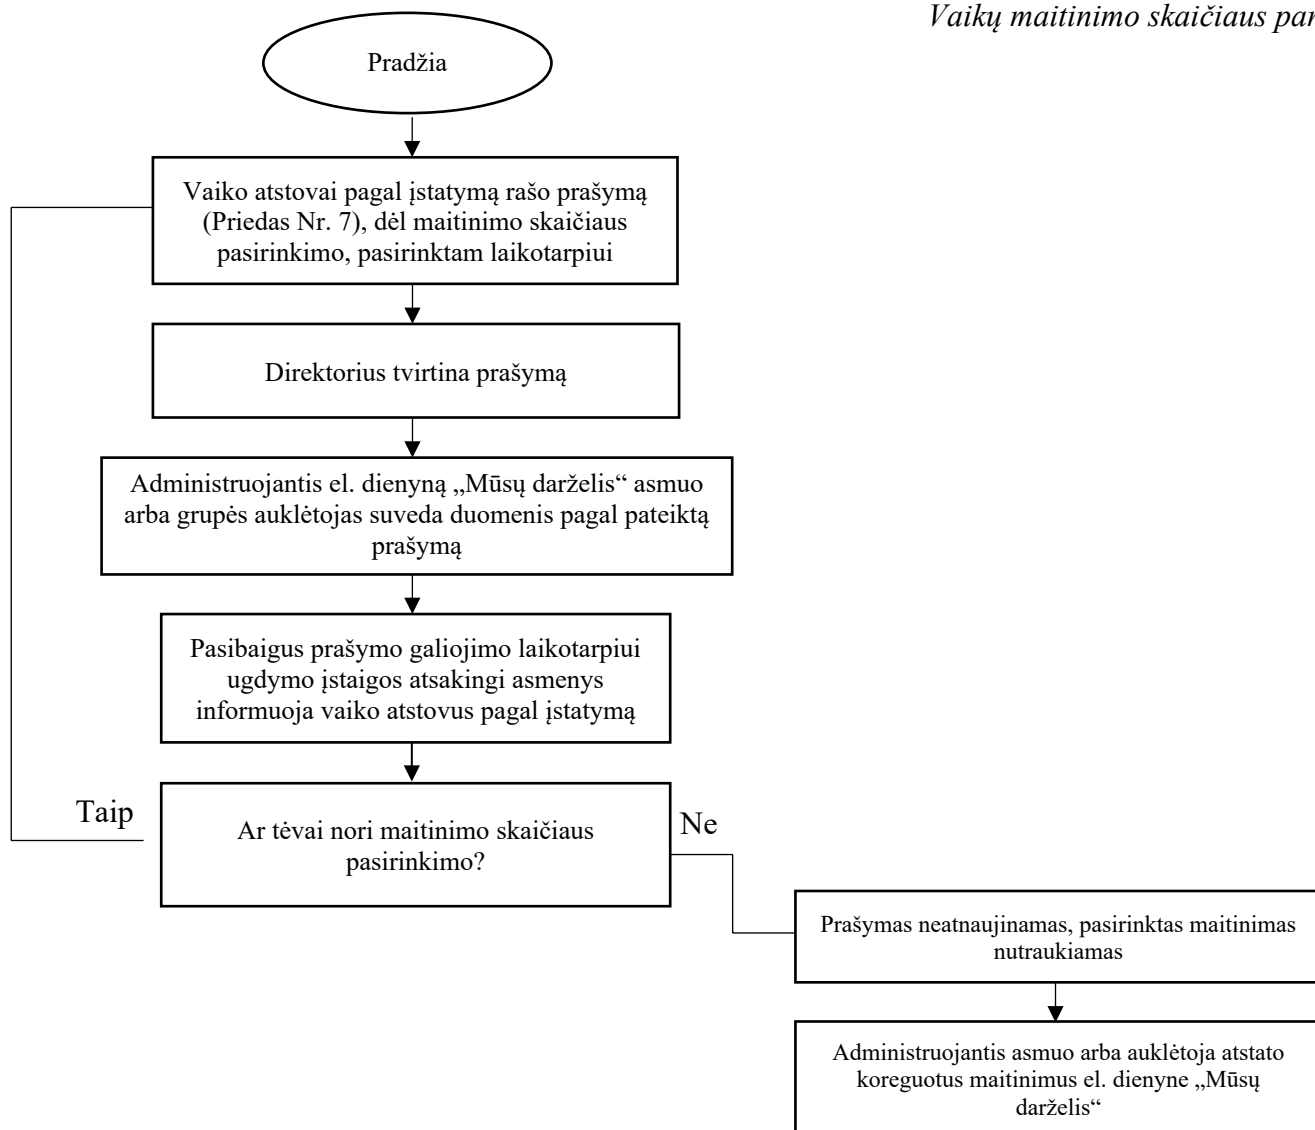 Vaikų maitinimo skaičiaus
Pradžia
Vaiko atstovai pagal įstatymą rašo prašymą
(Priedas Nr. 7), dėl maitinimo skaičiaus
pasirinkimo, pasirinktam laikotarpiui
Direktorius tvirtina prašymą
Administruojantis el. dienyną „Mūsų darželis“ asmuo
arba grupės auklėtojas suveda duomenis pagal pateiktą
prašymą
Pasibaigus prašymo galiojimo laikotarpiui
ugdymo įstaigos atsakingi asmenys
informuoja vaiko atstovus pagal įstatymą
Taip
Ar tėvai nori maitinimo skaičiaus
pasirinkimo?
Ne
Prašymas neatnaujinamas, pasirinktas maitinimas
nutraukiamas
Administruojantis asmuo arba auklėtoja atstato
koreguotus maitinimus el. dienyne „Mūsų
darželis“